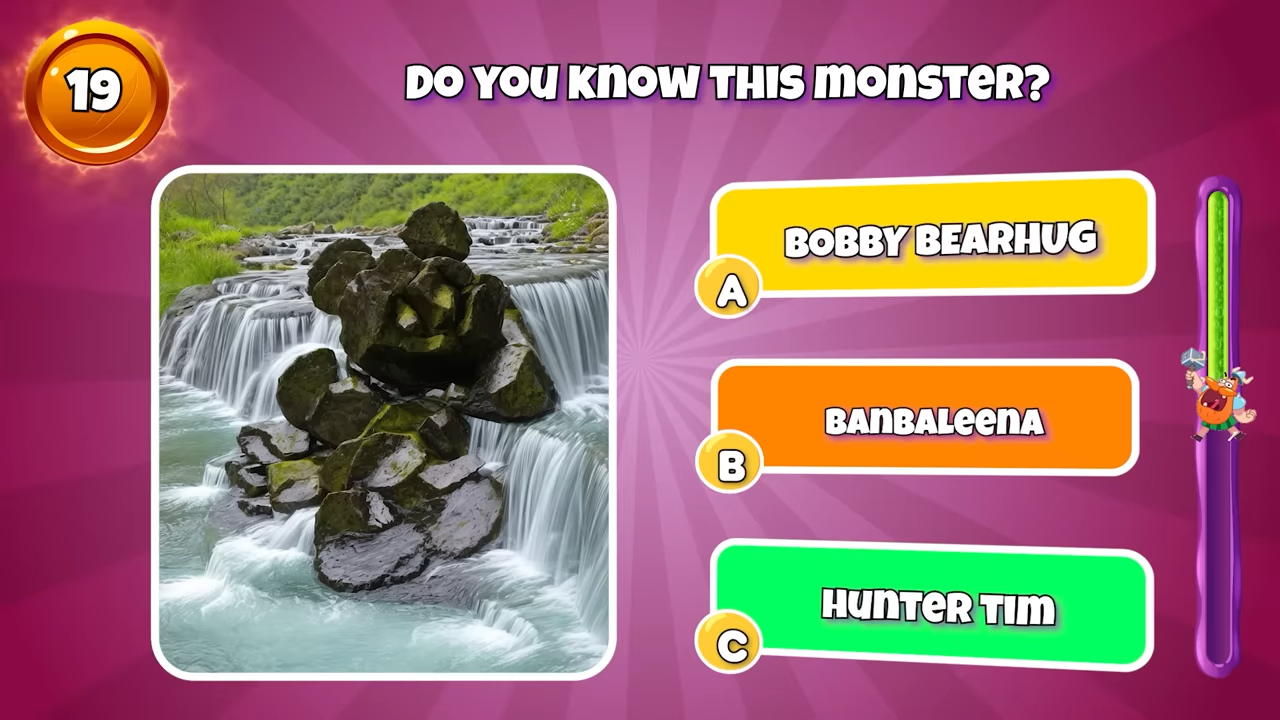 19
DO YOU KNOW THIS MONSTER?
BOBBY BEARHUG
A
BANBALEENA
B
HUNTER TIM
C